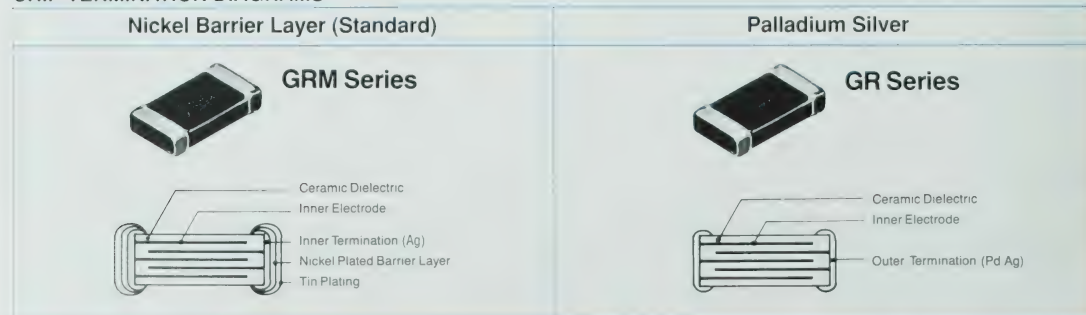 Nickel Barrier Layer (Standard)
GRM Series
Ceramic Dielectric
Inner Electrode
Inner Termination (Ag)
Nickel Plated Barrier Layer
Tin Plating
Palladium Silver
GR Series
Ceramic Dielectric
Inner Electrode
Outer Termination (Pd Ag)